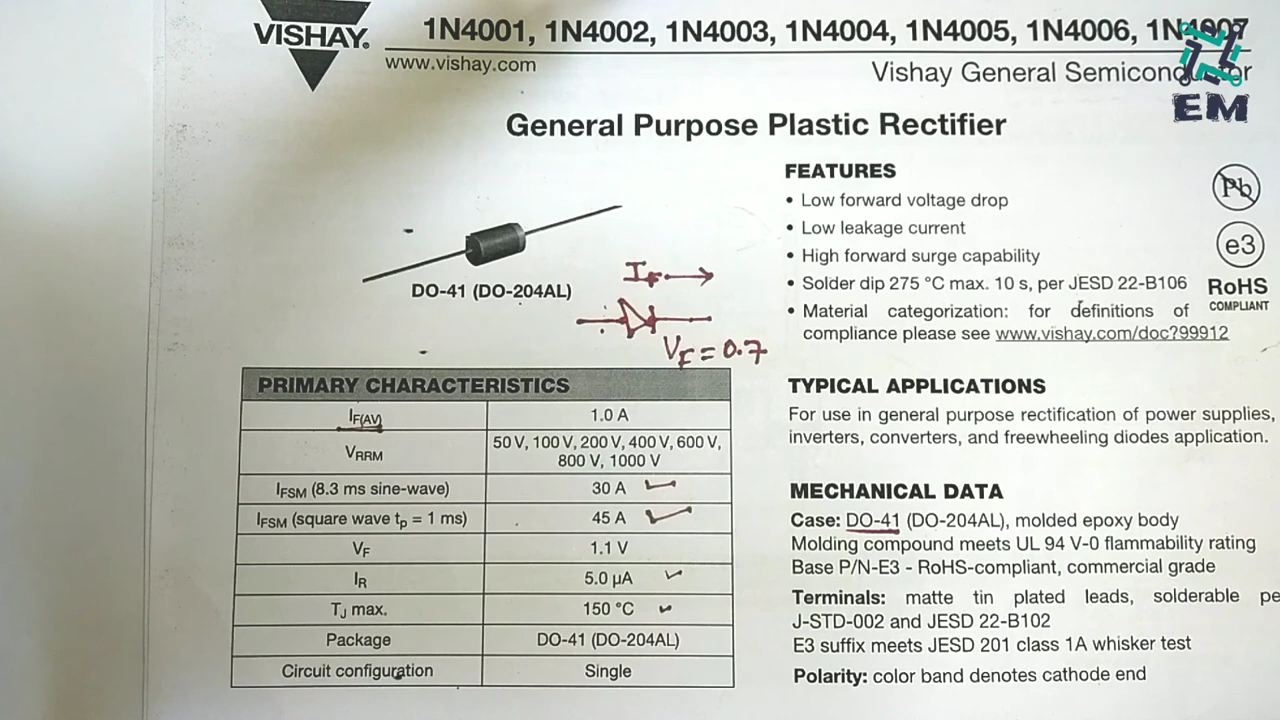 VISHAY.
1N4001, 1N4002, 1N4003, 1N4004, 1N4005, 1N4006, 1N4007
www.vishay.com
Vishay General Semiconductor
EM
General Purpose Plastic Rectifier
DO-41 (DO-204AL)
IF
VF = 0.7
FEATURES
• Low forward voltage drop
• Low leakage current
• High forward surge capability
• Solder dip 275 °C max. 10 s, per JESD 22-B106
• Material categorization: for definitions of
compliance please see www.vishay.com/doc?99912
Pb
e3
RoHS
COMPLIANT
PRIMARY CHARACTERISTICS
IF(AV) 1.0 A
VRRM 50 V, 100 V, 200 V, 400 V, 600 V,
800 V, 1000 V
IFSM (8.3 ms sine-wave) 30 A
IFSM (square wave tp = 1 ms) 45 A
VF 1.1 V
IR 5.0 μA
TJ max. 150 °C
Package DO-41 (DO-204AL)
Circuit configuration Single
TYPICAL APPLICATIONS
For use in general purpose rectification of power supplies,
inverters, converters, and freewheeling diodes application.
MECHANICAL DATA
Case: DO-41 (DO-204AL), molded epoxy body
Molding compound meets UL 94 V-0 flammability rating
Base P/N-E3 - RoHS-compliant, commercial grade
Terminals: matte tin plated leads, solderable pe
J-STD-002 and JESD 22-B102
E3 suffix meets JESD 201 class 1A whisker test
Polarity: color band denotes cathode end